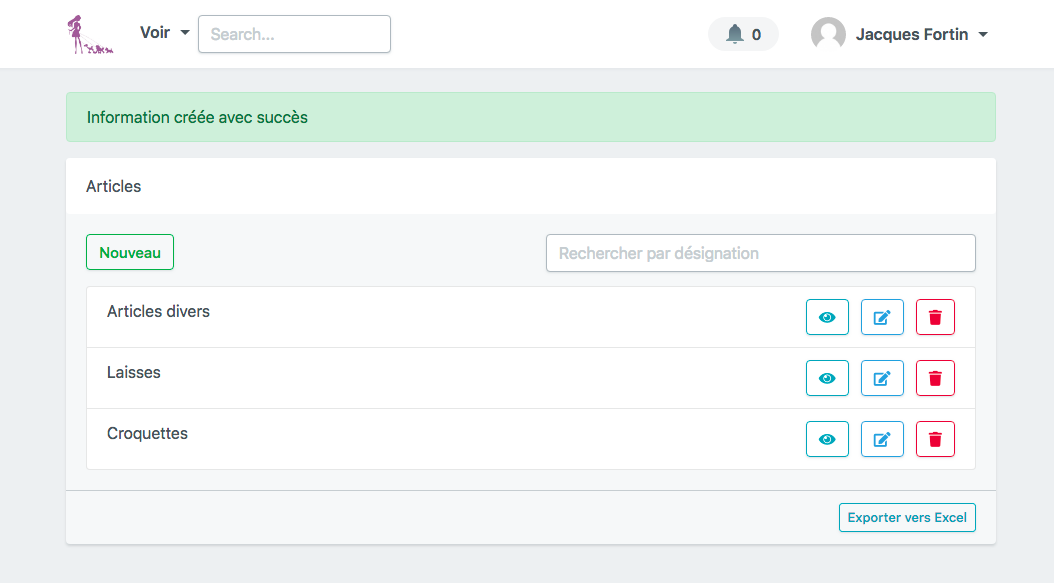 Voir
Search...
0
Jacques Fortin
Information créée avec succès
Articles
Nouveau
Rechercher par désignation
Articles divers
Laisses
Croquettes
Exporter vers Excel